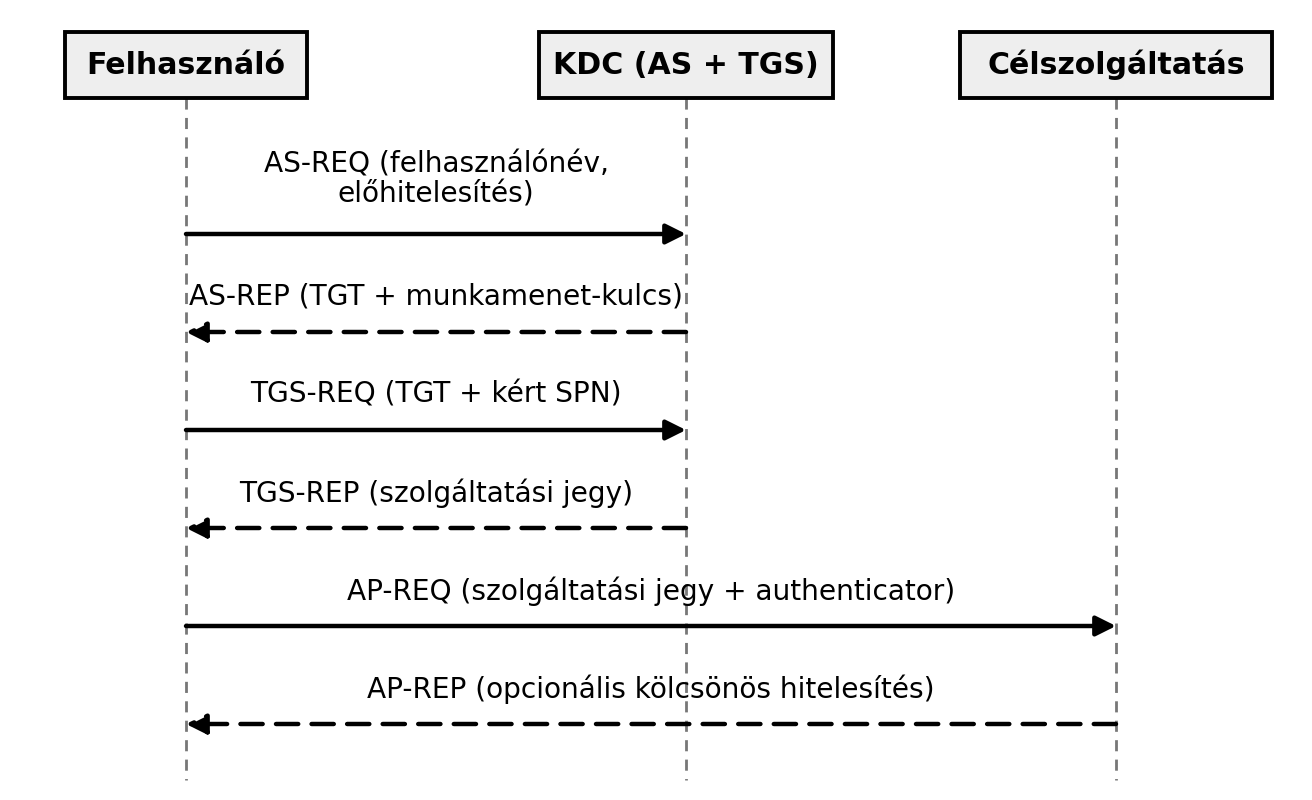 Felhasználó
KDC (AS + TGS)
Célszolgáltatás
AS-REQ (felhasználónév,
előhitelesítés)
AS-REP (TGT + munkamenet-kulcs)
TGS-REQ (TGT + kért SPN)
TGS-REP (szolgáltatási jegy)
AP-REQ (szolgáltatási jegy + authenticator)
AP-REP (opcionális kölcsönös hitelesítés)